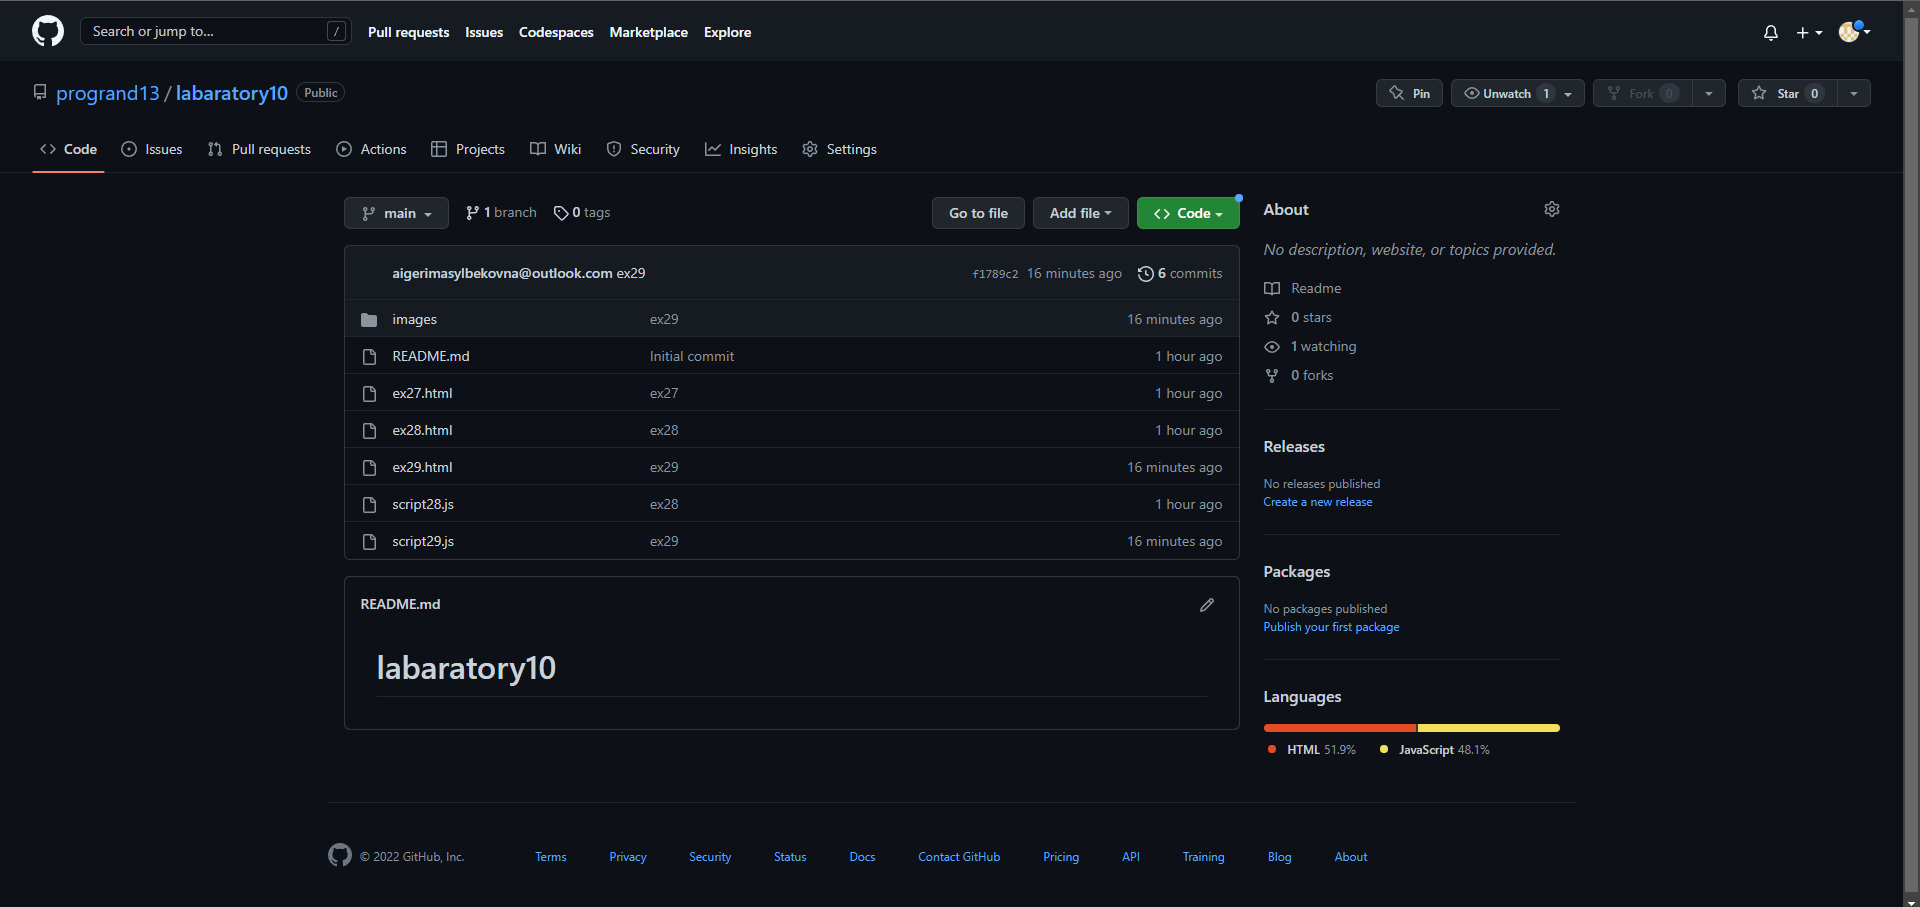 Search or jump to... /
Pull requests Issues Codespaces Marketplace Explore
progrand13 / labaratory10 Public
Pin Unwatch 1 Fork 0 Star 0
Code Issues Pull requests Actions Projects Wiki Security Insights Settings
main 1 branch 0 tags Go to file Add file Code
aigerimasylbekovna@outlook.com ex29 f1789c2 16 minutes ago 6 commits
images ex29 16 minutes ago
README.md Initial commit 1 hour ago
ex27.html ex27 1 hour ago
ex28.html ex28 1 hour ago
ex29.html ex29 16 minutes ago
script28.js ex28 1 hour ago
script29.js ex29 16 minutes ago
README.md
labaratory10
About
No description, website, or topics provided.
Readme
0 stars
1 watching
0 forks
Releases
No releases published
Create a new release
Packages
No packages published
Publish your first package
Languages
HTML 51.9% JavaScript 48.1%
© 2022 GitHub, Inc. Terms Privacy Security Status Docs Contact GitHub Pricing API Training Blog About